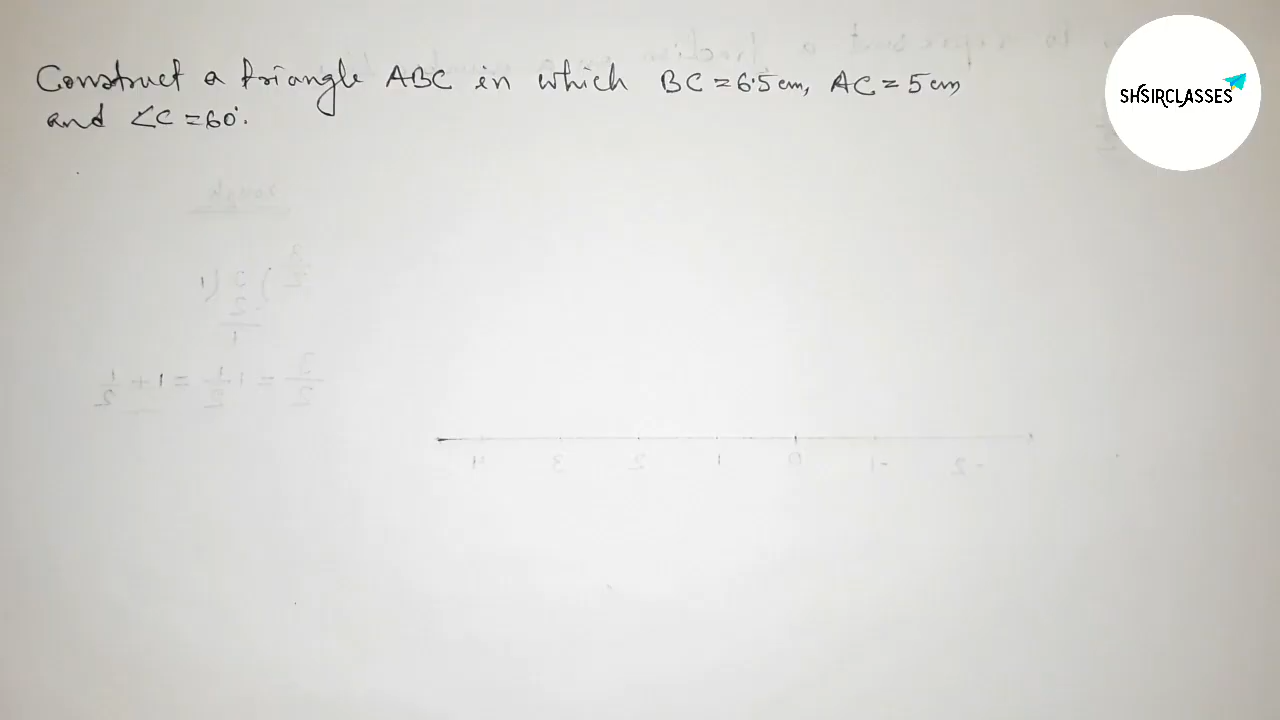 Construct a triangle ABC in which BC = 6.5 cm, AC = 5 cm
and ∠C = 60°.
SHSIRCLASSES